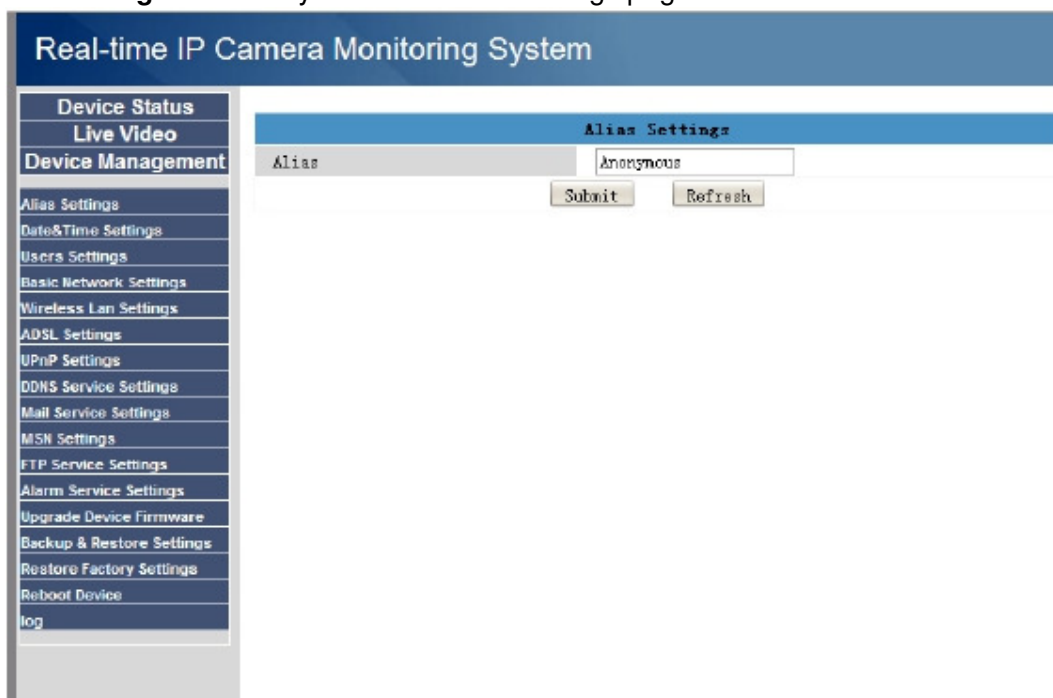 Real-time IP Camera Monitoring System
Device Status
Live Video
Device Management
Alias Settings
Date&Time Settings
Users Settings
Basic Network Settings
Wireless Lan Settings
ADSL Settings
UPnP Settings
DDNS Service Settings
Mail Service Settings
MSN Settings
FTP Service Settings
Alarm Service Settings
Upgrade Device Firmware
Backup & Restore Settings
Restore Factory Settings
Reboot Device
log
Alias Settings
Alias Anonymous
Submit Refresh